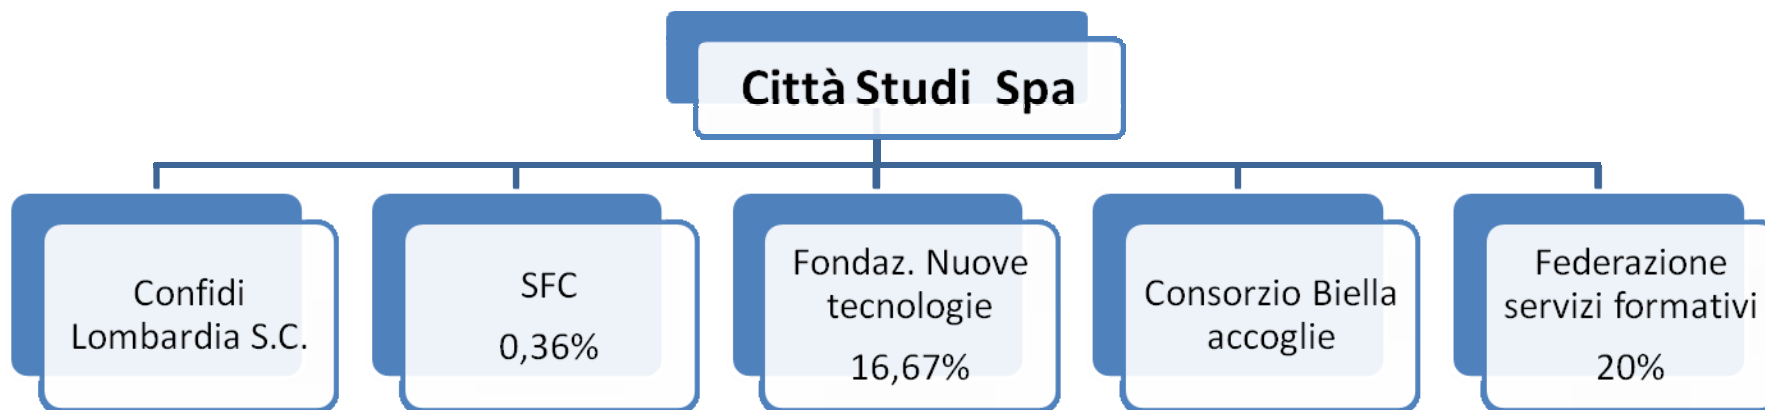 Città Studi Spa
Confidi
Lombardia S.C.
SFC
0,36%
Fondaz. Nuove
tecnologie
16,67%
Consorzio Biella
accoglie
Federazione
servizi formativi
20%